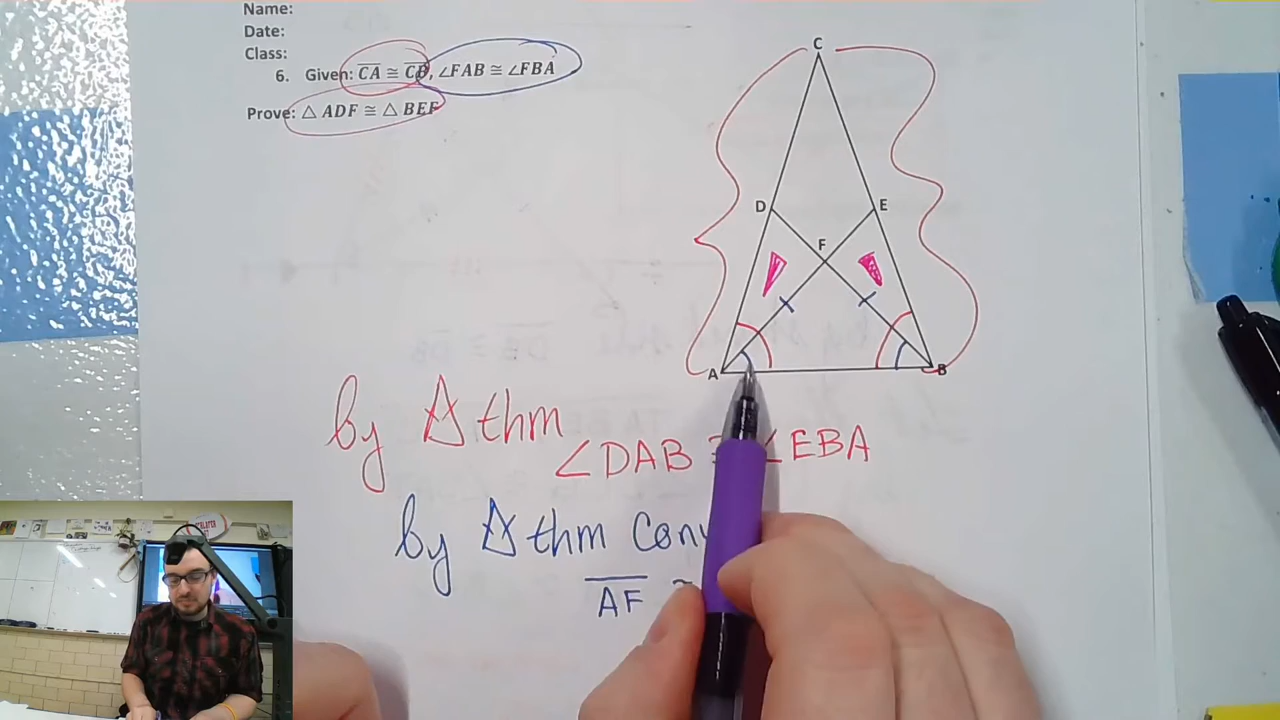 Name:
Date:
Class:
6. Given: CA ≅ CB, ∠FAB ≅ ∠FBA
Prove: △ ADF ≅ △ BEF
C
D E
F
A B
by △ thm
∠DAB ≅ ∠EBA
by △ thm Conv
AF ≅